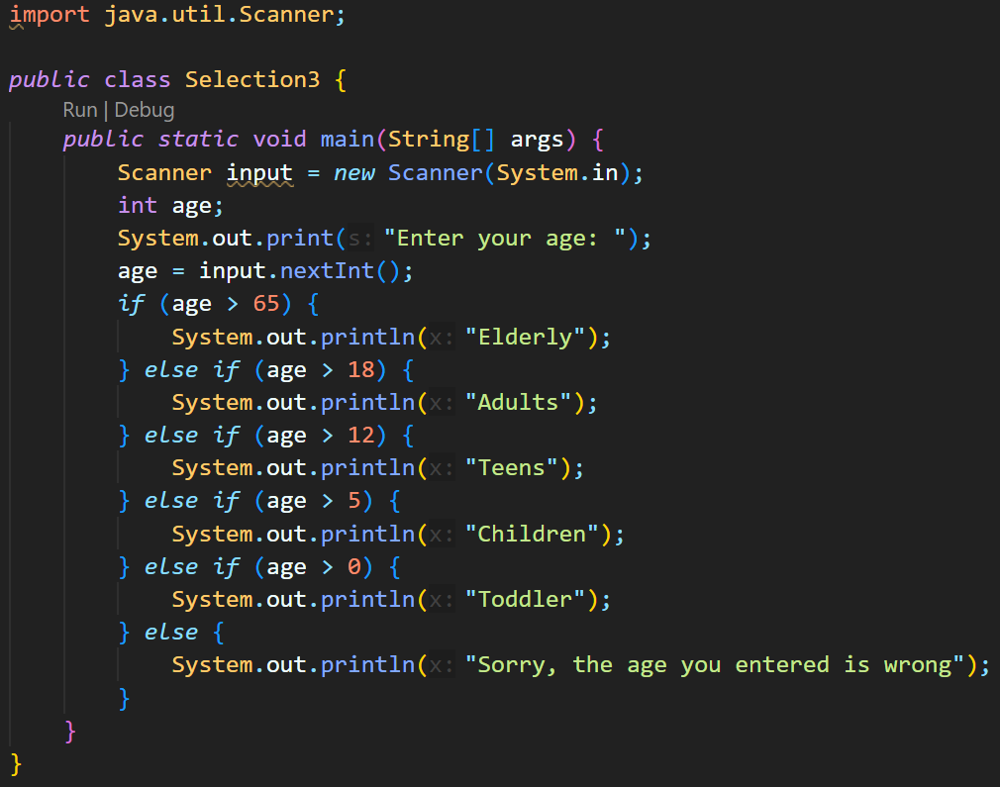 import java.util.Scanner;
public class Selection3 {
Run | Debug
public static void main(String[] args) {
Scanner input = new Scanner(System.in);
int age;
System.out.print(s: "Enter your age: ");
age = input.nextInt();
if (age > 65) {
System.out.println(x: "Elderly");
} else if (age > 18) {
System.out.println(x: "Adults");
} else if (age > 12) {
System.out.println(x: "Teens");
} else if (age > 5) {
System.out.println(x: "Children");
} else if (age > 0) {
System.out.println(x: "Toddler");
} else {
System.out.println(x: "Sorry, the age you entered is wrong");
}
}
}